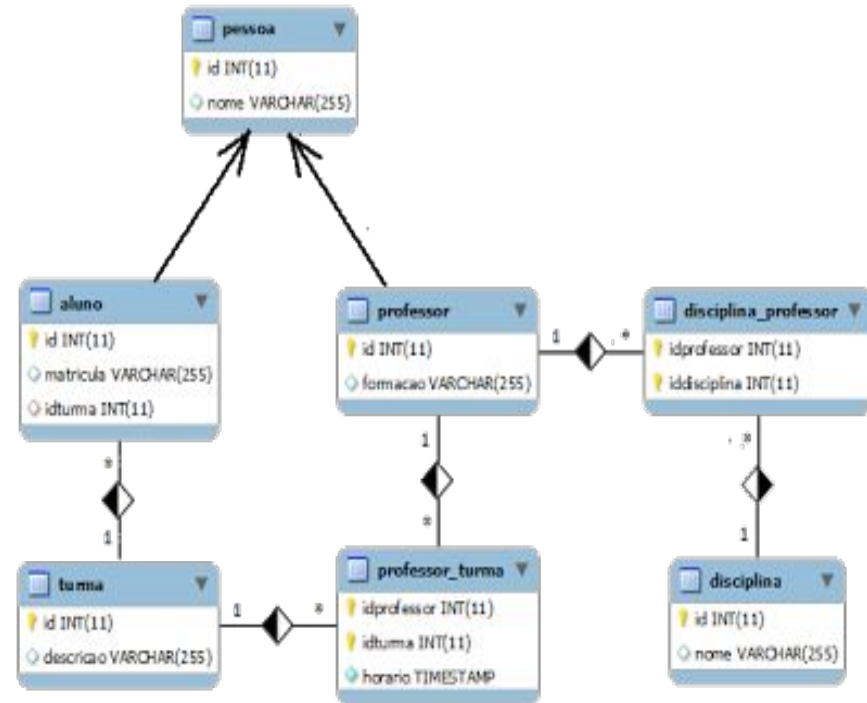 pessoa
id INT(11)
nome VARCHAR(255)
aluno
id INT(11)
matricula VARCHAR(255)
idturma INT(11)
professor
id INT(11)
formacao VARCHAR(255)
disciplina_professor
idprofessor INT(11)
iddisciplina INT(11)
1
*
*
1
1
*
*
1
turma
id INT(11)
descricao VARCHAR(255)
1
*
professor_turma
idprofessor INT(11)
idturma INT(11)
horario TIMESTAMP
disciplina
id INT(11)
nome VARCHAR(255)